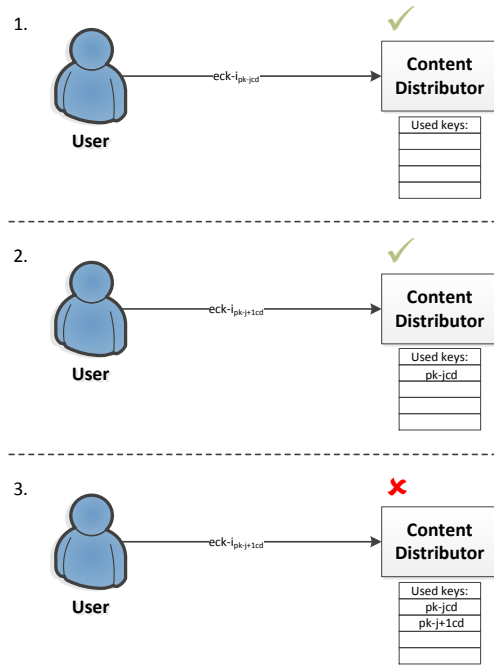 1.
Content
Distributor
eck-ipk-jcd
User
Used keys:
2.
Content
Distributor
eck-ipk-j+1cd
User
Used keys:
pk-jcd
3.
Content
Distributor
eck-ipk-j+1cd
User
Used keys:
pk-jcd
pk-j+1cd